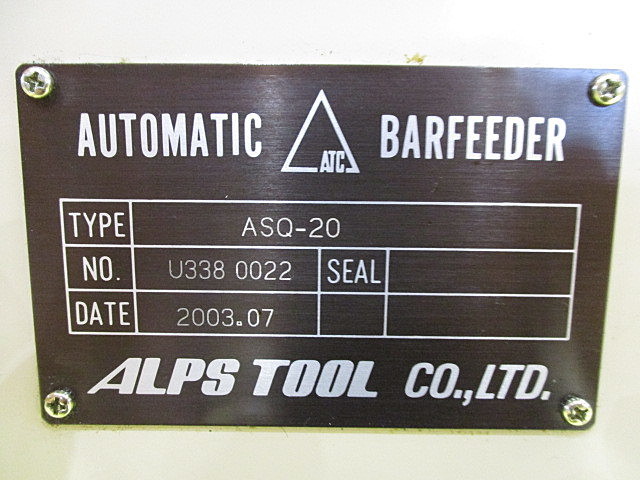 AUTOMATIC ATC BARFEEDER
TYPE ASQ-20
NO. U338 0022 SEAL
DATE 2003.07
ALPS TOOL CO.,LTD.